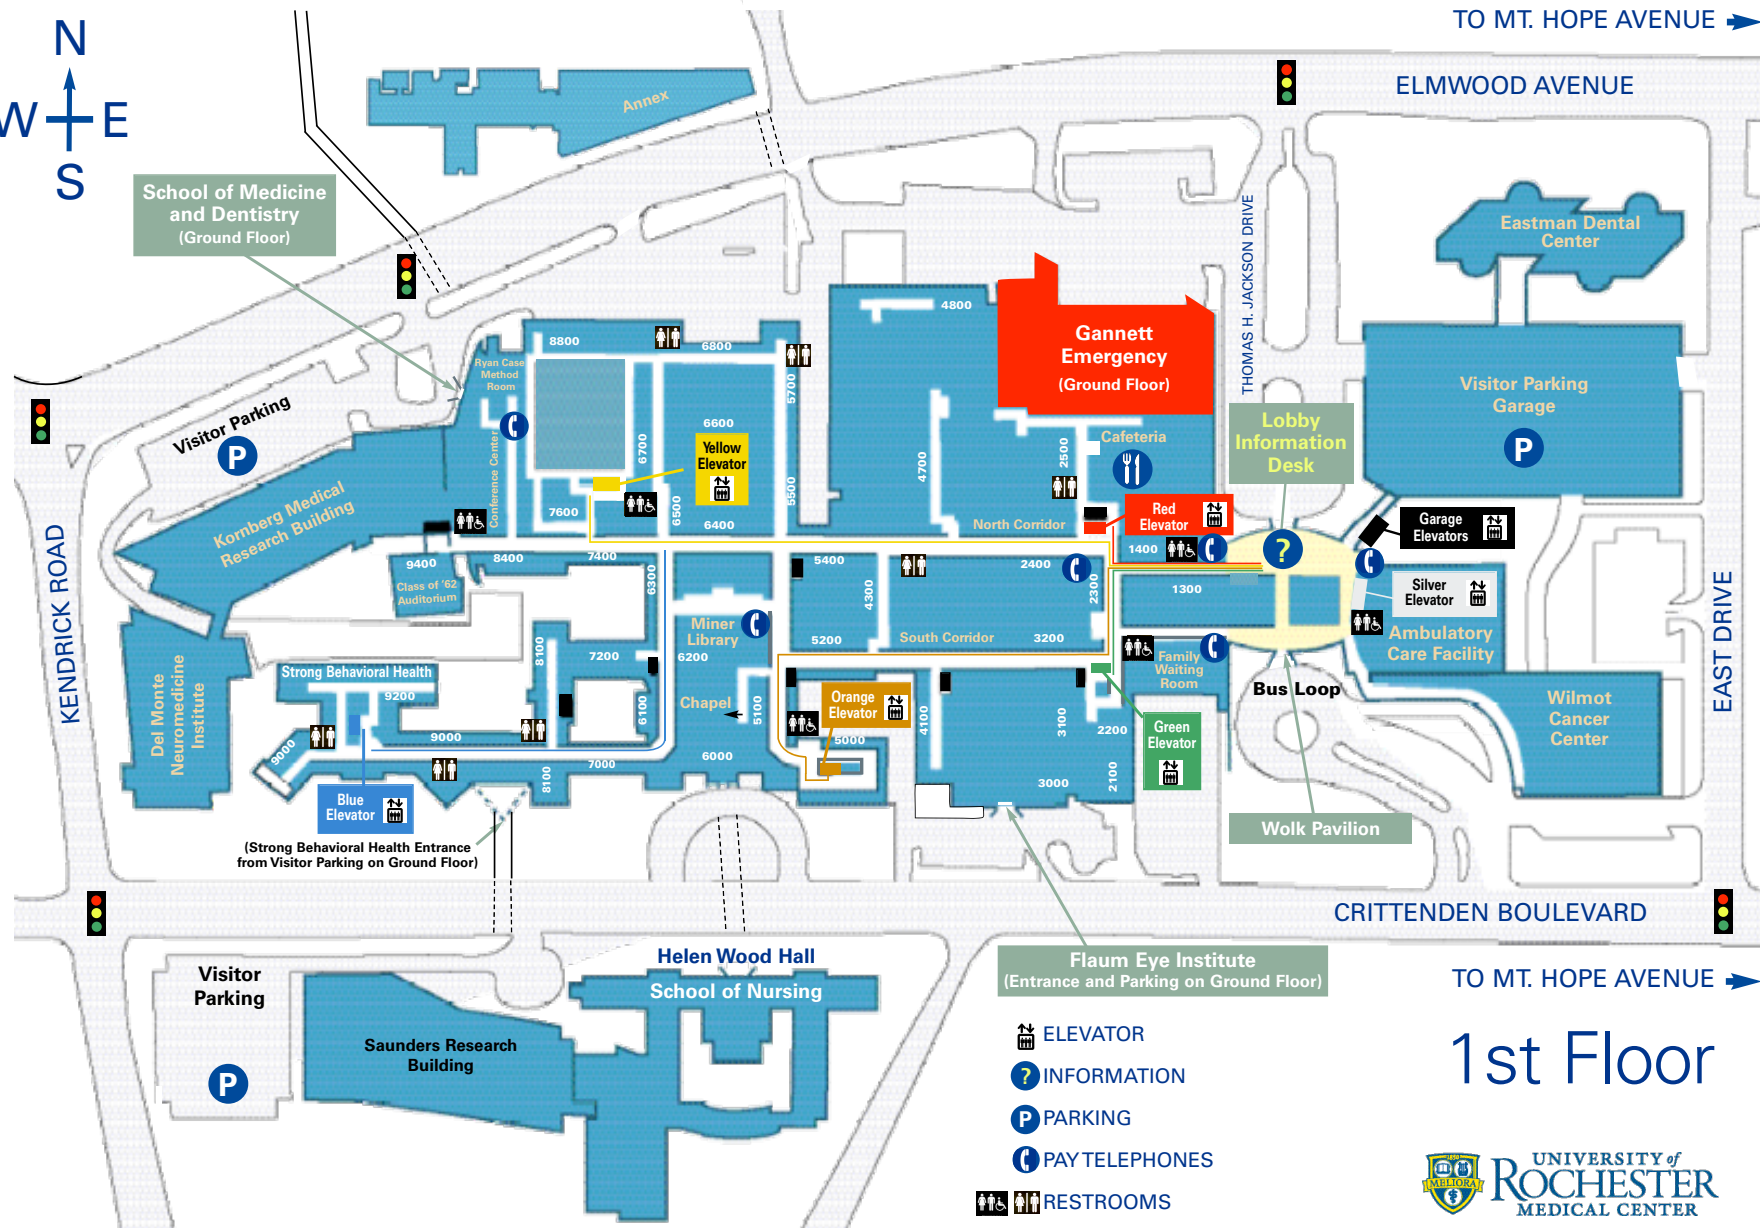 TO MT. HOPE AVENUE
N
W E
S
ELMWOOD AVENUE
Annex
School of Medicine
and Dentistry
(Ground Floor)
THOMAS H. JACKSON DRIVE
Eastman Dental
Center
4800
Gannett
Emergency
(Ground Floor)
8800
6800
Ryan Case
Method
Room
5700
Visitor Parking
P
Visitor Parking
Garage
P
Lobby
Information
Desk
Conference Center
6600
6700
Yellow
Elevator
4700
2500
Cafeteria
5500
7600
6500
6400
North Corridor
Red
Elevator
Garage
Elevators
Kornberg Medical
Research Building
KENDRICK ROAD
9400
8400
7400
5400
2400
1400
?
Class of '62
Auditorium
6300
4300
2300
1300
Silver
Elevator
Miner
Library
5200
South Corridor
3200
Ambulatory
Care Facility
EAST DRIVE
8100
7200
6200
Family
Waiting
Room
Strong Behavioral Health
9200
Del Monte
Neuromedicine
Institute
6100
Chapel
5100
Orange
Elevator
4100
3100
2200
Green
Elevator
Bus Loop
Wilmot
Cancer
Center
9000
9000
5000
7000
6000
8100
3000
2100
Blue
Elevator
Wolk Pavilion
(Strong Behavioral Health Entrance
from Visitor Parking on Ground Floor)
CRITTENDEN BOULEVARD
Helen Wood Hall
School of Nursing
Flaum Eye Institute
(Entrance and Parking on Ground Floor)
TO MT. HOPE AVENUE
Visitor
Parking
P
Saunders Research
Building
ELEVATOR
? INFORMATION
P PARKING
PAY TELEPHONES
RESTROOMS
1st Floor
MELIORA
UNIVERSITY of
ROCHESTER
MEDICAL CENTER